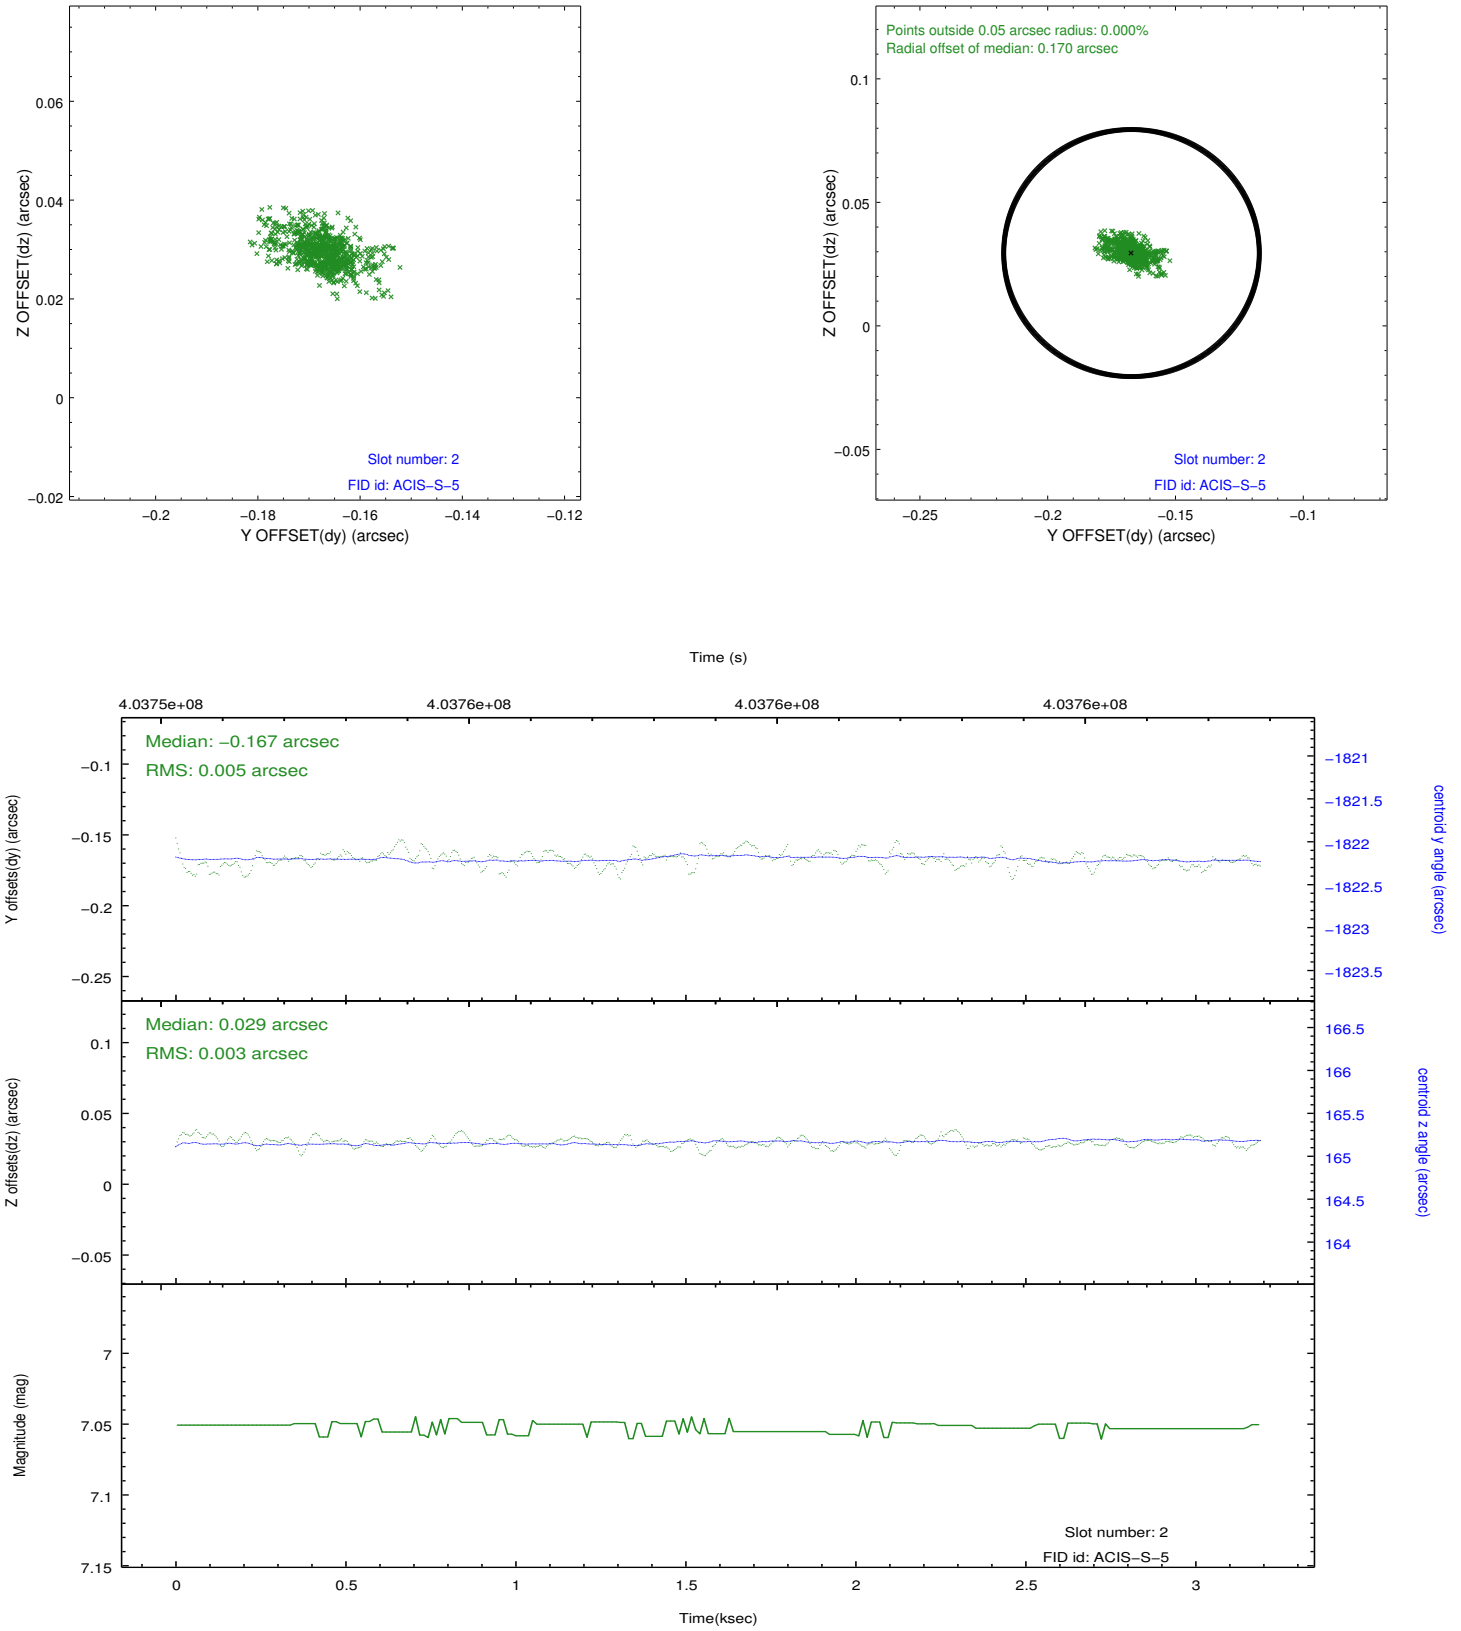 0.06
0.04
0.02
0
−0.02
Z OFFSET(dz) (arcsec)
Slot number: 2
FID id: ACIS−S−5
−0.2
−0.18
−0.16
−0.14
−0.12
Y OFFSET(dy) (arcsec)
Points outside 0.05 arcsec radius: 0.000%
Radial offset of median: 0.170 arcsec
0.1
0.05
0
−0.05
Z OFFSET(dz) (arcsec)
Slot number: 2
FID id: ACIS−S−5
−0.25
−0.2
−0.15
−0.1
Y OFFSET(dy) (arcsec)
Time (s)
4.0375e+08
4.0376e+08
4.0376e+08
4.0376e+08
Median: −0.167 arcsec
RMS: 0.005 arcsec
−0.1
−0.15
−0.2
−0.25
Y offsets(dy) (arcsec)
−1821
−1821.5
−1822
−1822.5
−1823
−1823.5
centroid y angle (arcsec)
Median: 0.029 arcsec
RMS: 0.003 arcsec
0.1
0.05
0
−0.05
Z offsets(dz) (arcsec)
166.5
166
165.5
165
164.5
164
centroid z angle (arcsec)
7
7.05
7.1
7.15
Magnitude (mag)
Slot number: 2
FID id: ACIS−S−5
0
0.5
1
1.5
2
2.5
3
Time(ksec)